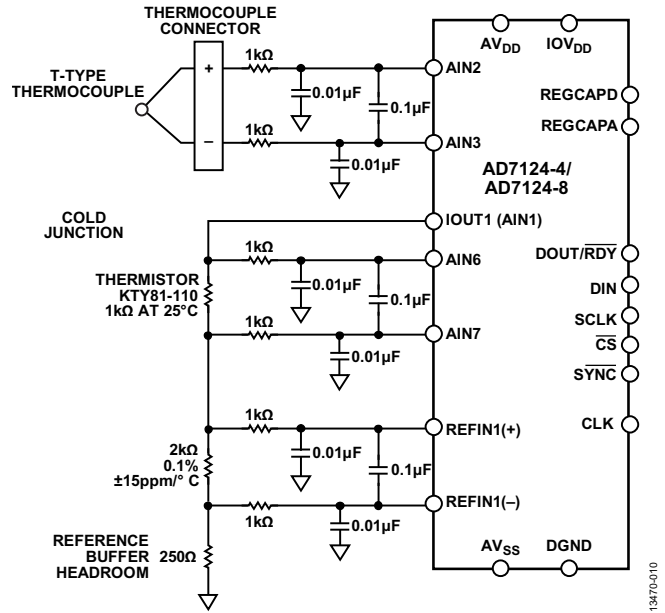 THERMOCOUPLE
CONNECTOR
T-TYPE
THERMOCOUPLE
+
–
1kΩ
0.01µF
0.1µF
1kΩ
0.01µF
AIN2
AIN3
AV_DD
IOV_DD
REGCAPD
REGCAPA
AD7124-4/
AD7124-8
COLD
JUNCTION
IOUT1 (AIN1)
1kΩ
AIN6
THERMISTOR
KTY81-110
1kΩ AT 25°C
0.01µF
0.1µF
1kΩ
AIN7
0.01µF
DOUT/RDY
DIN
SCLK
CS
SYNC
CLK
1kΩ
REFIN1(+)
2kΩ
0.1%
±15ppm/° C
0.01µF
0.1µF
REFIN1(–)
1kΩ
0.01µF
REFERENCE
BUFFER
HEADROOM
250Ω
AV_SS
DGND
13470-010